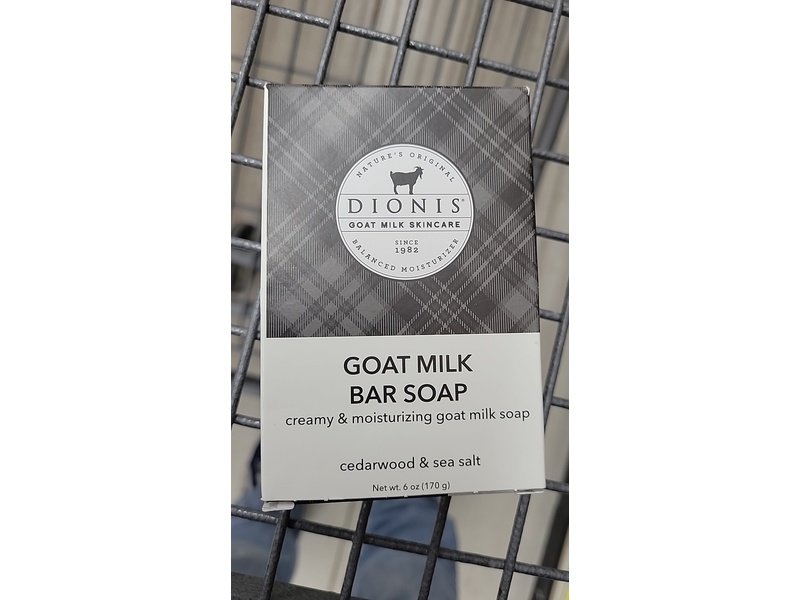 NATURE'S ORIGINAL
DIONIS®
GOAT MILK SKINCARE
SINCE
1982
BALANCED MOISTURIZER
GOAT MILK
BAR SOAP
creamy & moisturizing goat milk soap
cedarwood & sea salt
Net wt. 6 oz (170 g)